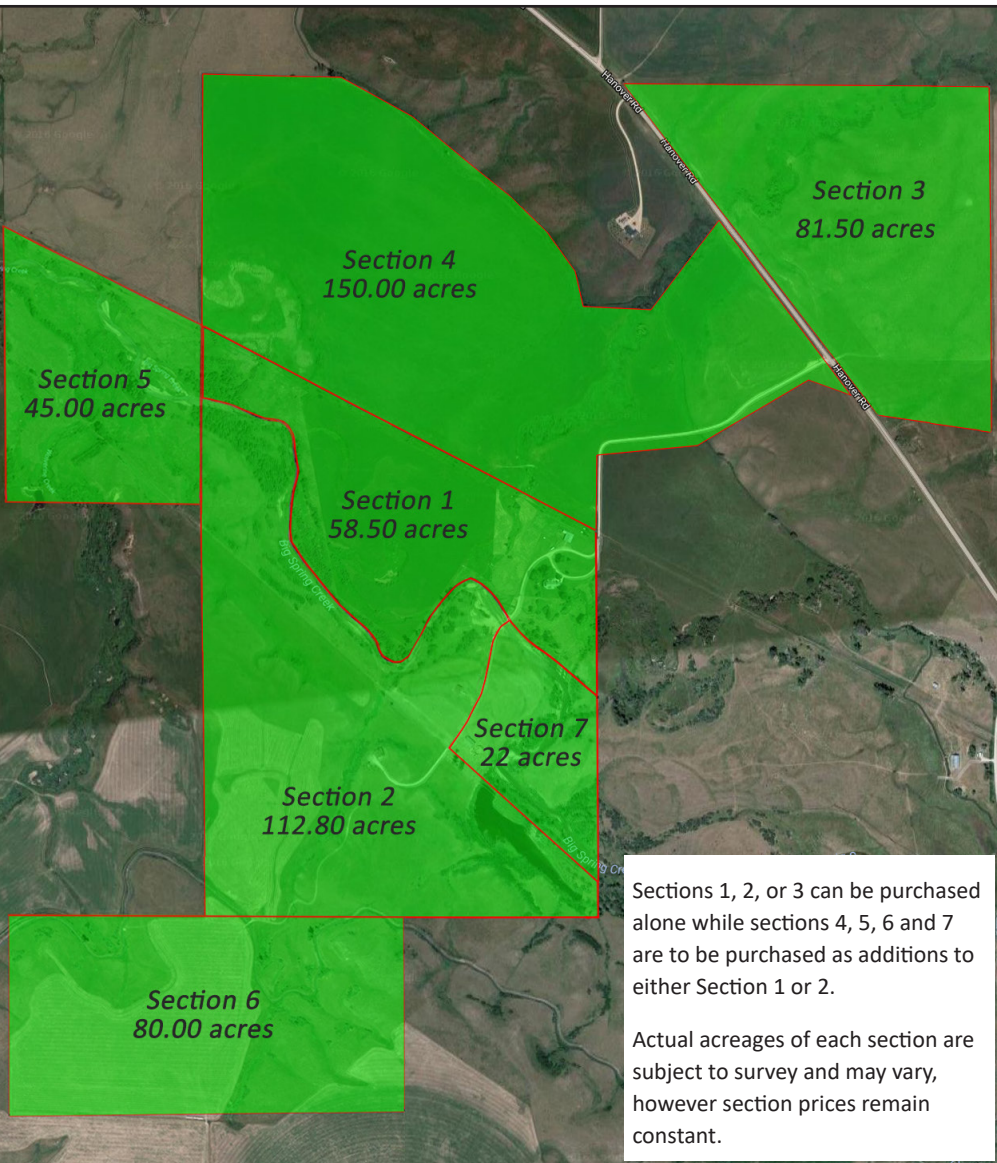 Hanover Rd
Hanover Rd
Section 3
81.50 acres
Section 4
150.00 acres
Section 5
45.00 acres
Hanover Rd
Section 1
58.50 acres
Big Spring Creek
Section 7
22 acres
Section 2
112.80 acres
Big Spring Cre
Section 6
80.00 acres
Sections 1, 2, or 3 can be purchased
alone while sections 4, 5, 6 and 7
are to be purchased as additions to
either Section 1 or 2.
Actual acreages of each section are
subject to survey and may vary,
however section prices remain
constant.